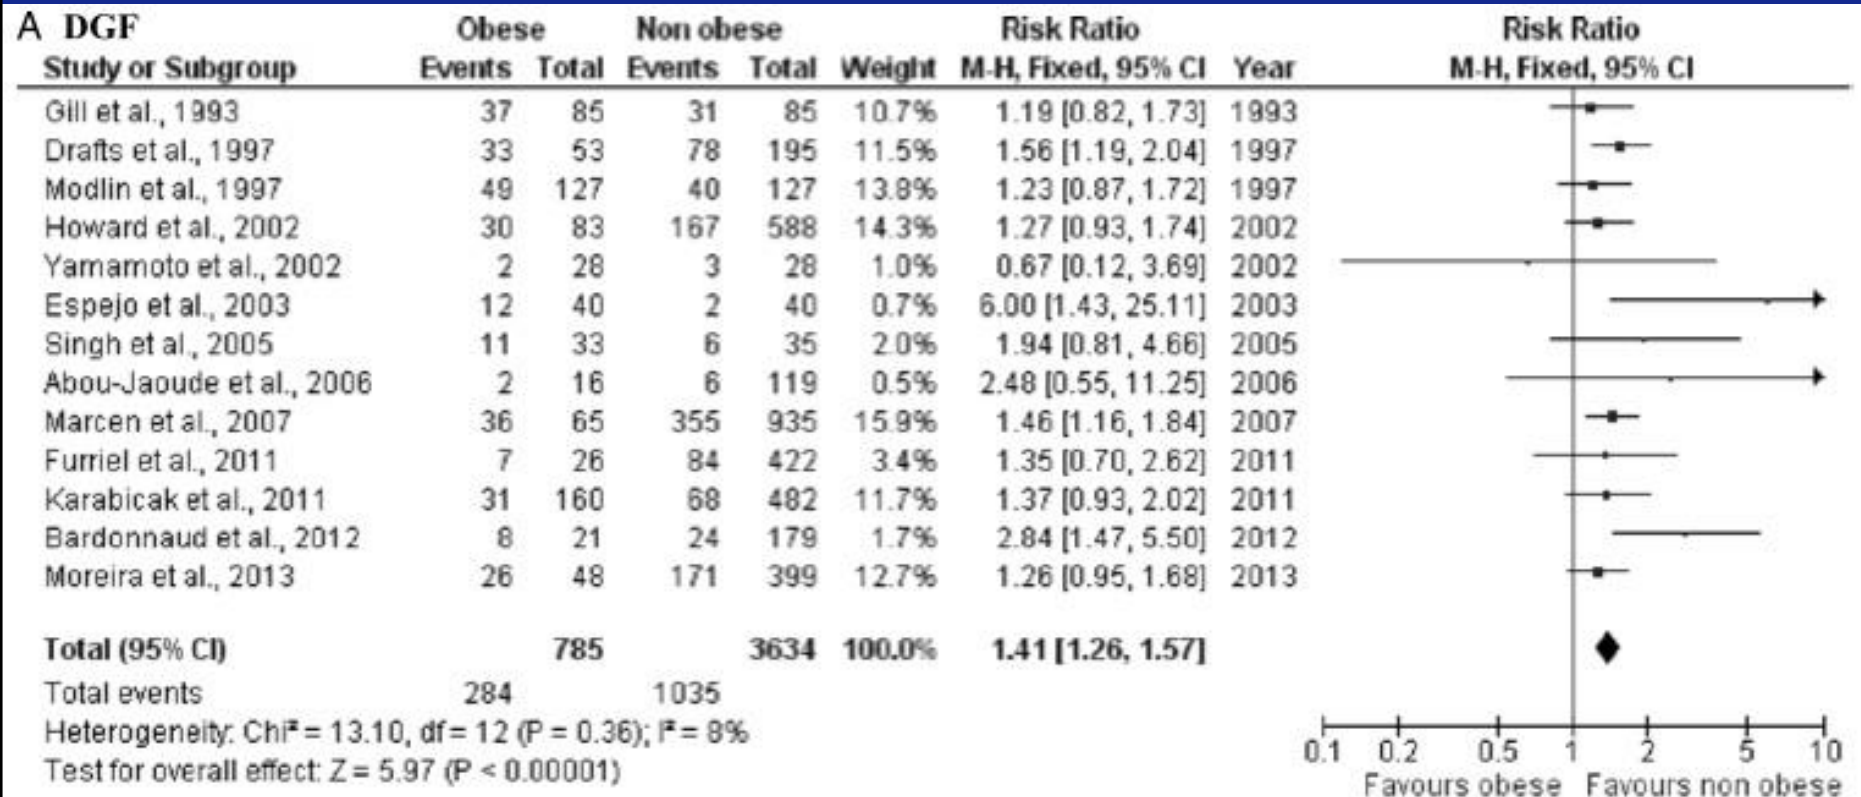 A DGF Obese Non obese Risk Ratio Risk Ratio
Study or Subgroup Events Total Events Total Weight M-H, Fixed, 95% CI Year M-H, Fixed, 95% CI
Gill et al., 1993 37 85 31 85 10.7% 1.19 [0.82, 1.73] 1993
Drafts et al., 1997 33 53 78 195 11.5% 1.56 [1.19, 2.04] 1997
Modlin et al., 1997 49 127 40 127 13.8% 1.23 [0.87, 1.72] 1997
Howard et al., 2002 30 83 167 588 14.3% 1.27 [0.93, 1.74] 2002
Yamamoto et al., 2002 2 28 3 28 1.0% 0.67 [0.12, 3.69] 2002
Espejo et al., 2003 12 40 2 40 0.7% 6.00 [1.43, 25.11] 2003
Singh et al., 2005 11 33 6 35 2.0% 1.94 [0.81, 4.66] 2005
Abou-Jaoude et al., 2006 2 16 6 119 0.5% 2.48 [0.55, 11.25] 2006
Marcen et al., 2007 36 65 355 935 15.9% 1.46 [1.16, 1.84] 2007
Furriel et al., 2011 7 26 84 422 3.4% 1.35 [0.70, 2.62] 2011
Karabicak et al., 2011 31 160 68 482 11.7% 1.37 [0.93, 2.02] 2011
Bardonnaud et al., 2012 8 21 24 179 1.7% 2.84 [1.47, 5.50] 2012
Moreira et al., 2013 26 48 171 399 12.7% 1.26 [0.95, 1.68] 2013
Total (95% CI) 785 3634 100.0% 1.41 [1.26, 1.57]
Total events 284 1035
Heterogeneity: Chi² = 13.10, df = 12 (P = 0.36); I² = 8%
Test for overall effect: Z = 5.97 (P < 0.00001)
0.1 0.2 0.5 1 2 5 10
Favours obese Favours non obese